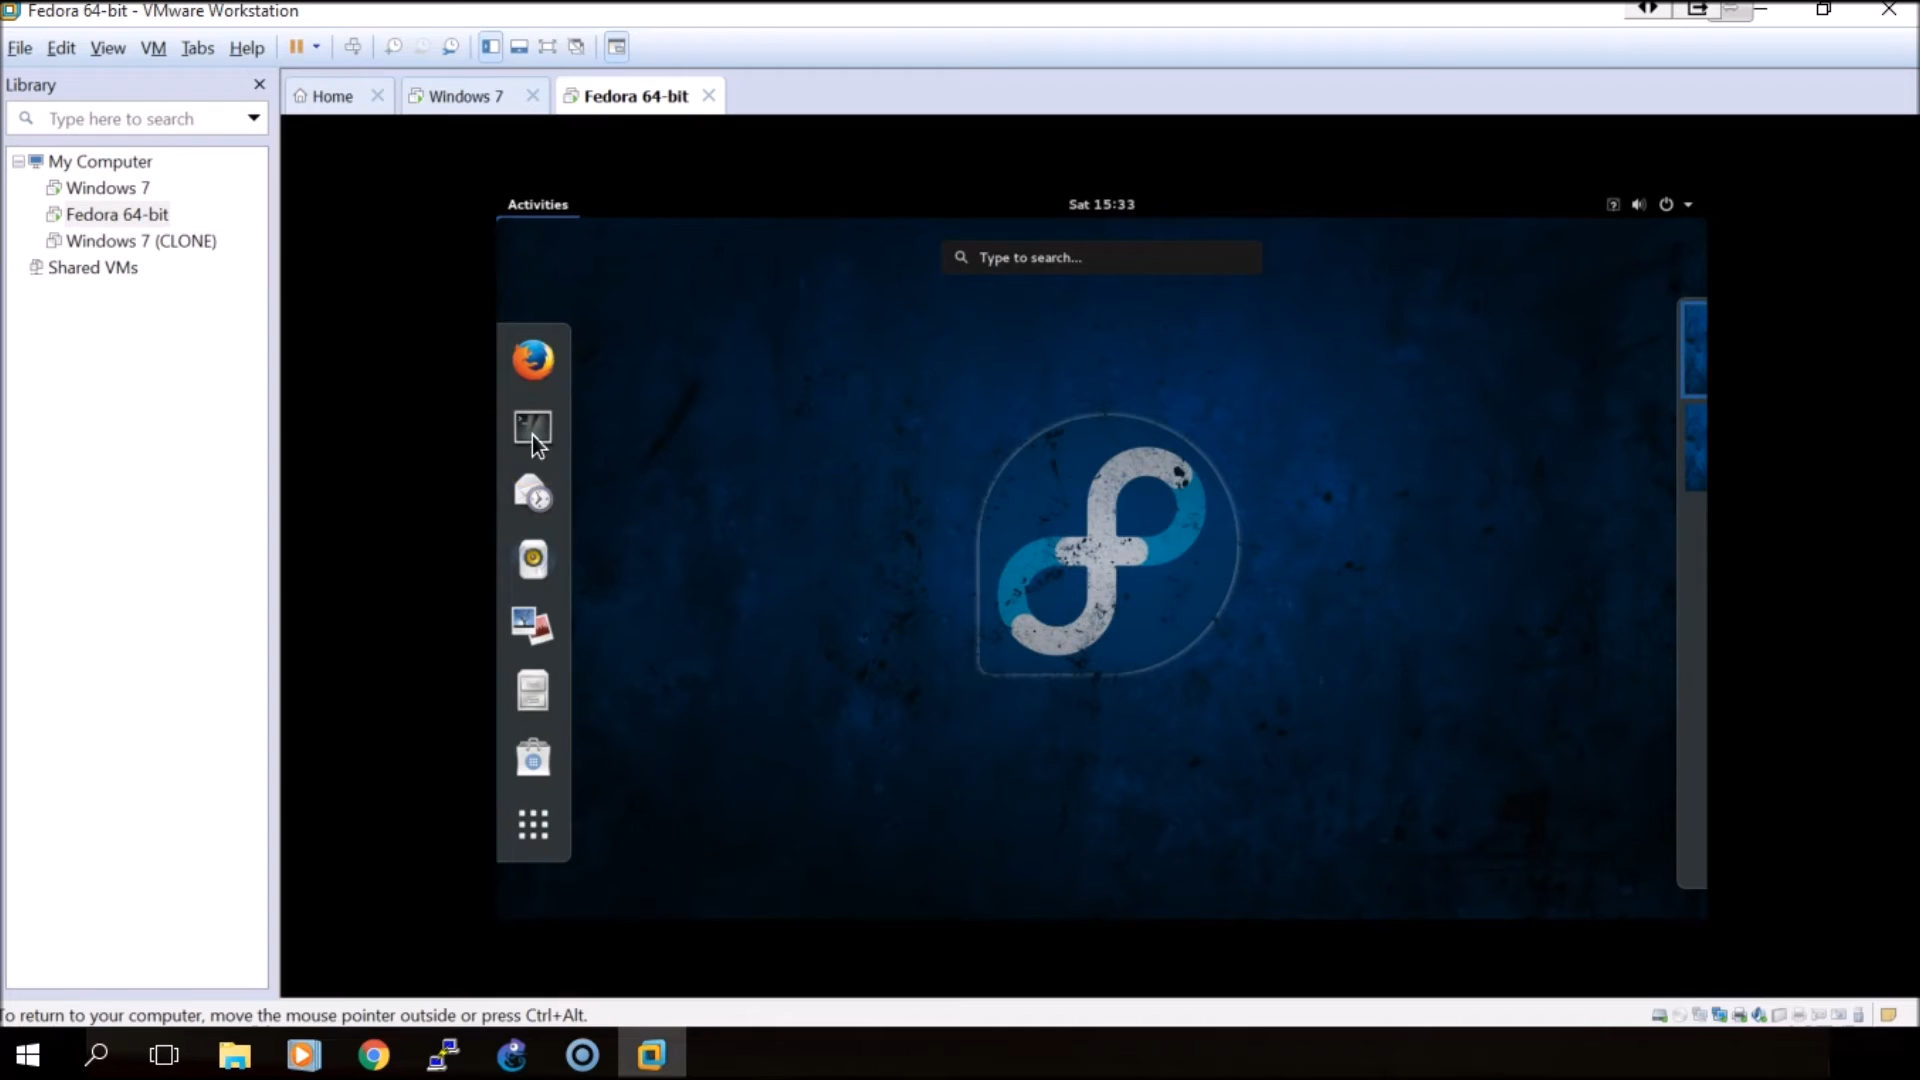 Fedora 64-bit - VMware Workstation
File Edit View VM Tabs Help
Library
Home
Windows 7
Fedora 64-bit
Type here to search
My Computer
Windows 7
Fedora 64-bit
Windows 7 (CLONE)
Shared VMs
Activities
Sat 15:33
Type to search...
o return to your computer, move the mouse pointer outside or press Ctrl+Alt.